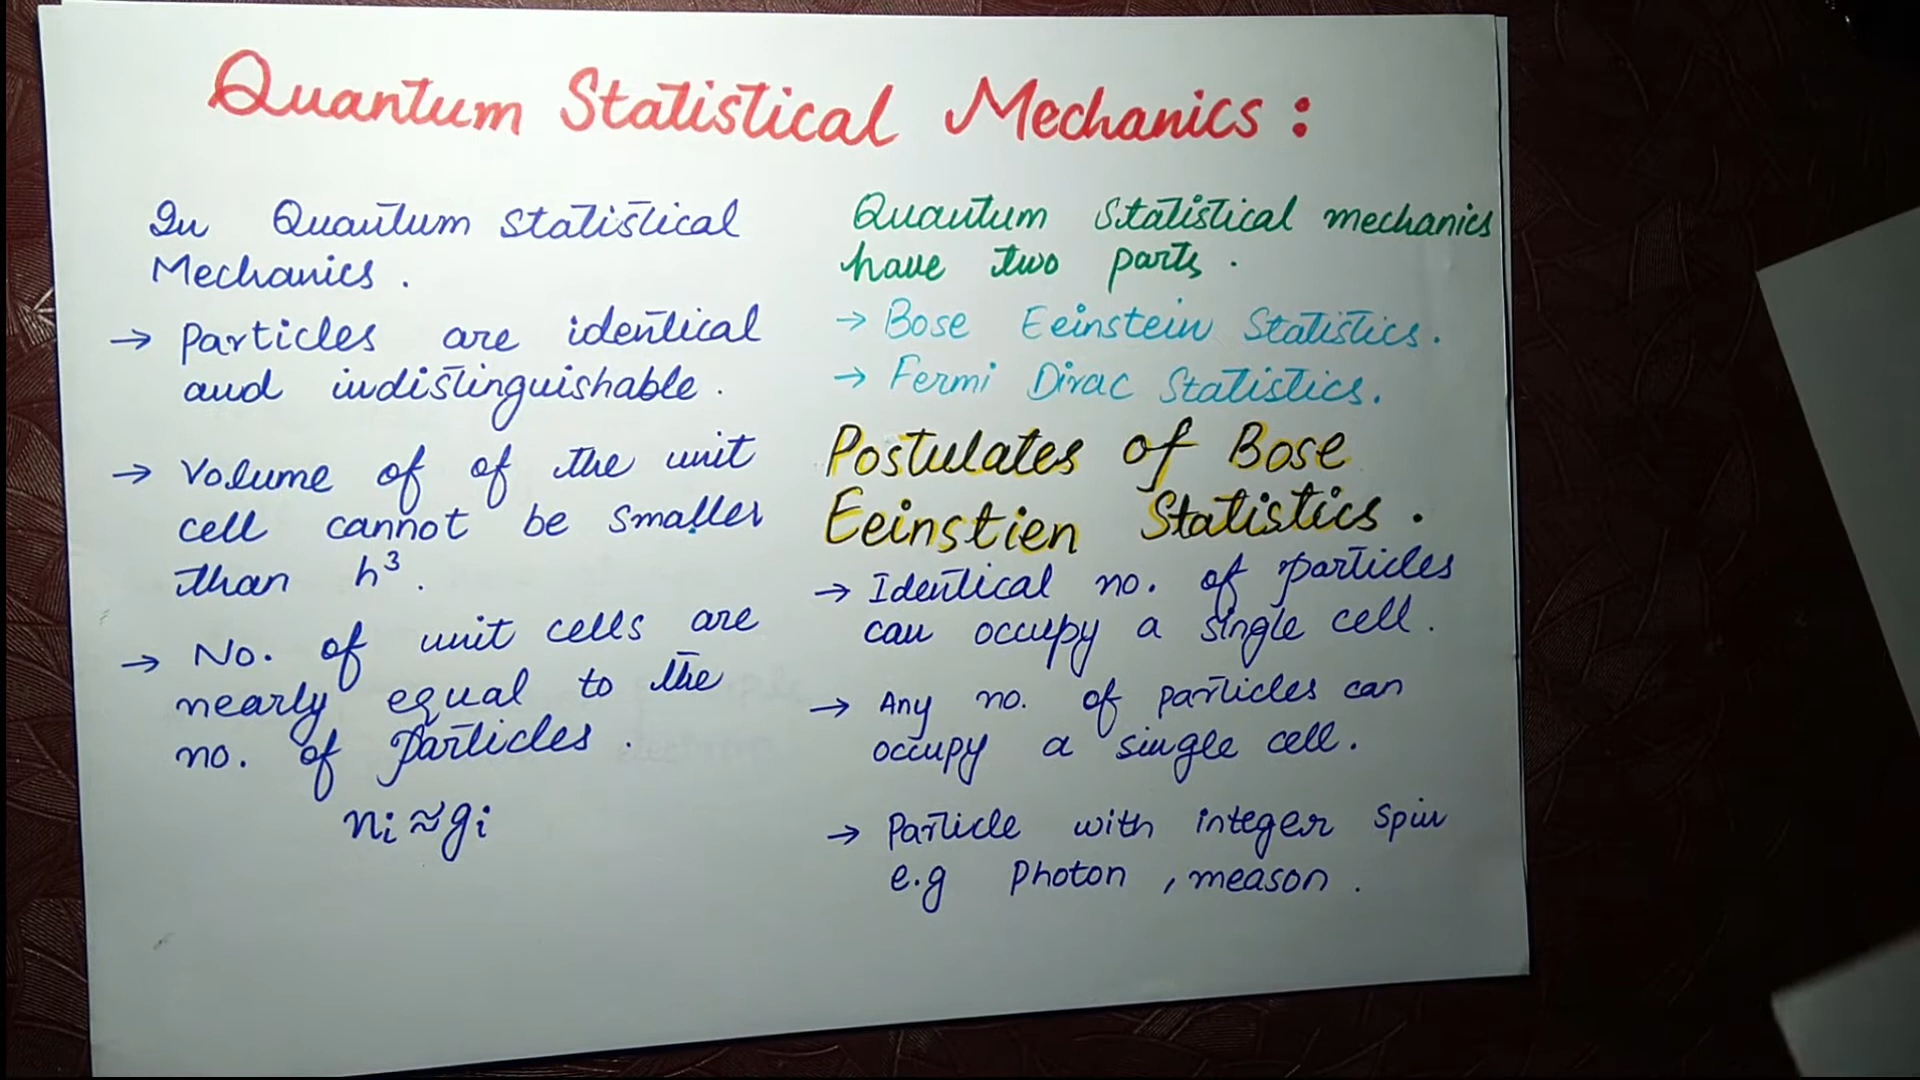 Quantum Statistical Mechanics :
In Quantum Statistical
Mechanics .
→ Particles are identical
and indistinguishable .
→ Volume of of the unit
cell cannot be smaller
than h³ .
→ No. of unit cells are
nearly equal to the
no. of particles .
nᵢ ≈ gᵢ
Quantum Statistical mechanics
have two parts .
→ Bose Eeinstein Statistics .
→ Fermi Dirac Statistics .
Postulates of Bose
Eeinstien Statistics .
→ Identical no. of particles
can occupy a single cell .
→ Any no. of particles can
occupy a single cell .
→ Particle with integer spin
e.g Photon , meason .